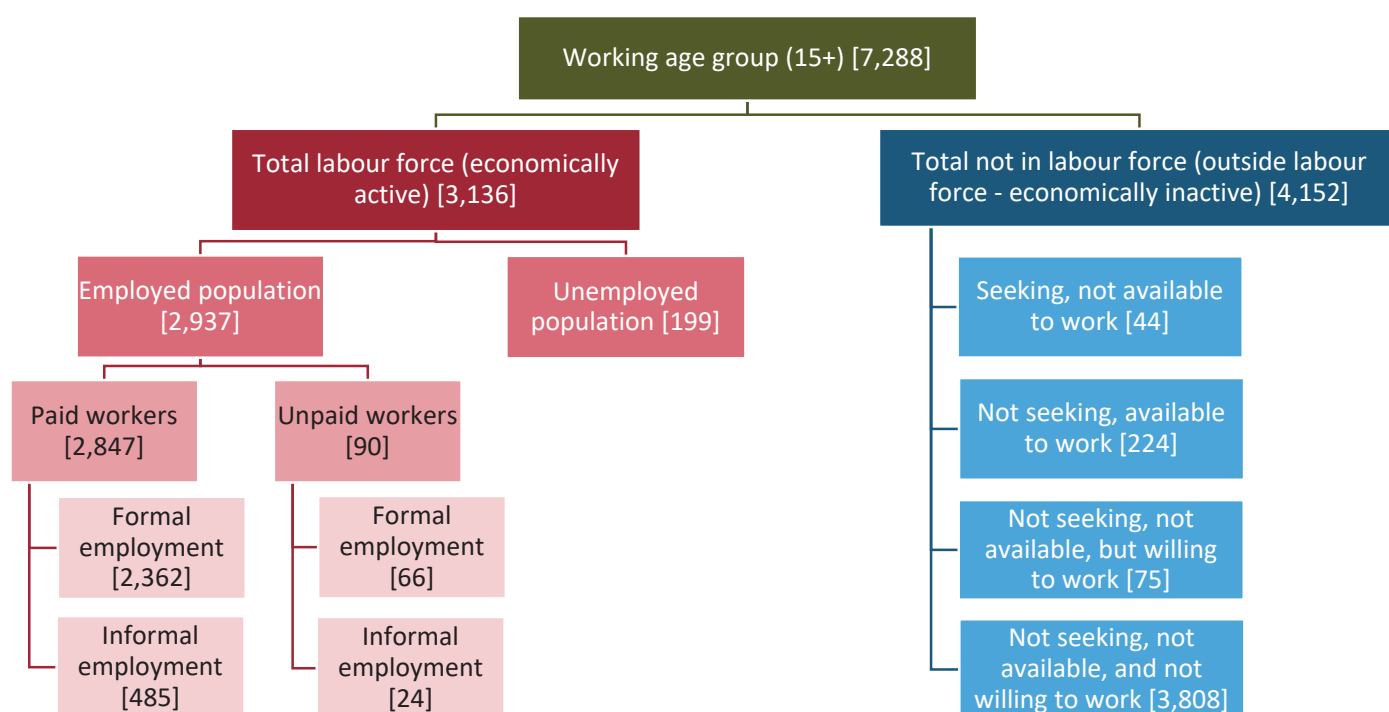 Working age group (15+) [7,288]
Total labour force (economically
active) [3,136]
Total not in labour force (outside labour
force - economically inactive) [4,152]
Employed population
[2,937]
Unemployed
population [199]
Seeking, not available
to work [44]
Paid workers
[2,847]
Unpaid workers
[90]
Not seeking, available
to work [224]
Formal
employment
[2,362]
Formal
employment
[66]
Not seeking, not
available, but willing
to work [75]
Informal
employment
[485]
Informal
employment
[24]
Not seeking, not
available, and not
willing to work [3,808]